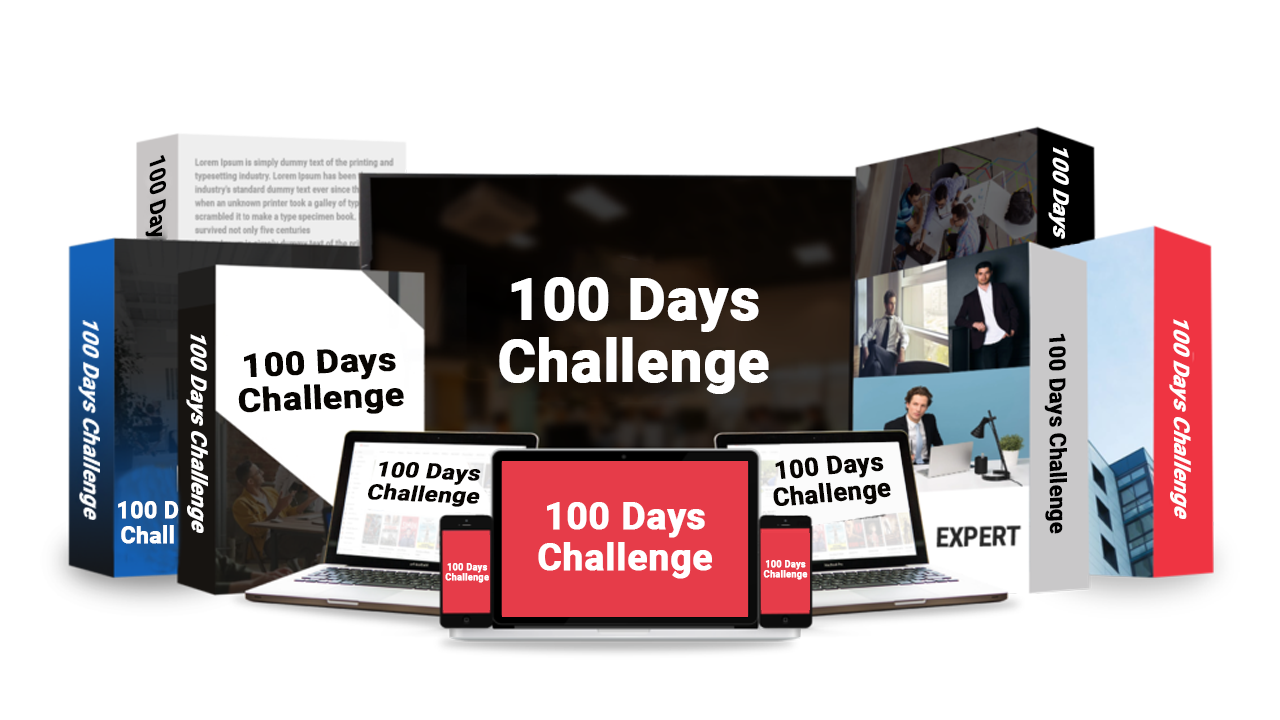 100 Day
Lorem Ipsum is simply dummy text of the printing and
typesetting industry. Lorem Ipsum has been
industry's standard dummy text ever since th
when an unknown printer took a galley of typ
scrambled it to make a type specimen book.
survived not only five centuries
100 Days
100 Days Challenge
100 D
Chall
100 Days Challenge
100 Days
Challenge
100 Days
Challenge
100 Days
Challenge
100 Days
Challenge
100 Days
Challenge
100 Days
Challenge
100 Days
Challenge
EXPERT
100 Days Challenge
100 Days Challenge